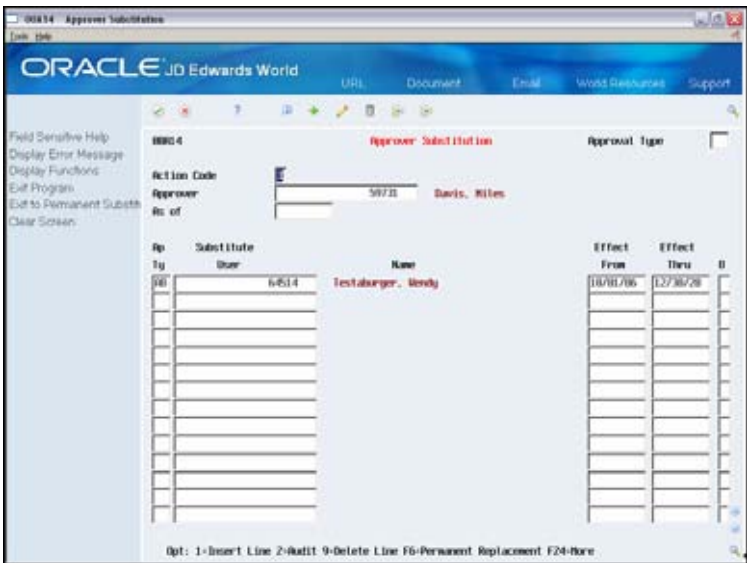 00A14 Approver Substitution
Tools Help
ORACLE JD Edwards World
URL Document Email World Resources Support
Field Sensitive Help
Display Error Message
Display Functions
Exit Program
Exit to Permanent Substit
Clear Screen
00A14 Approver Substitution Approval Type
Action Code I
Approver 59731 Davis, Miles
As of
Ap Substitute Effect Effect
Ty User Name From Thru O
AB 64514 Testaburger, Wendy 10/01/06 12/30/20
Opt: 1=Insert Line 2=Audit 9=Delete Line F6=Permanent Replacement F24=More